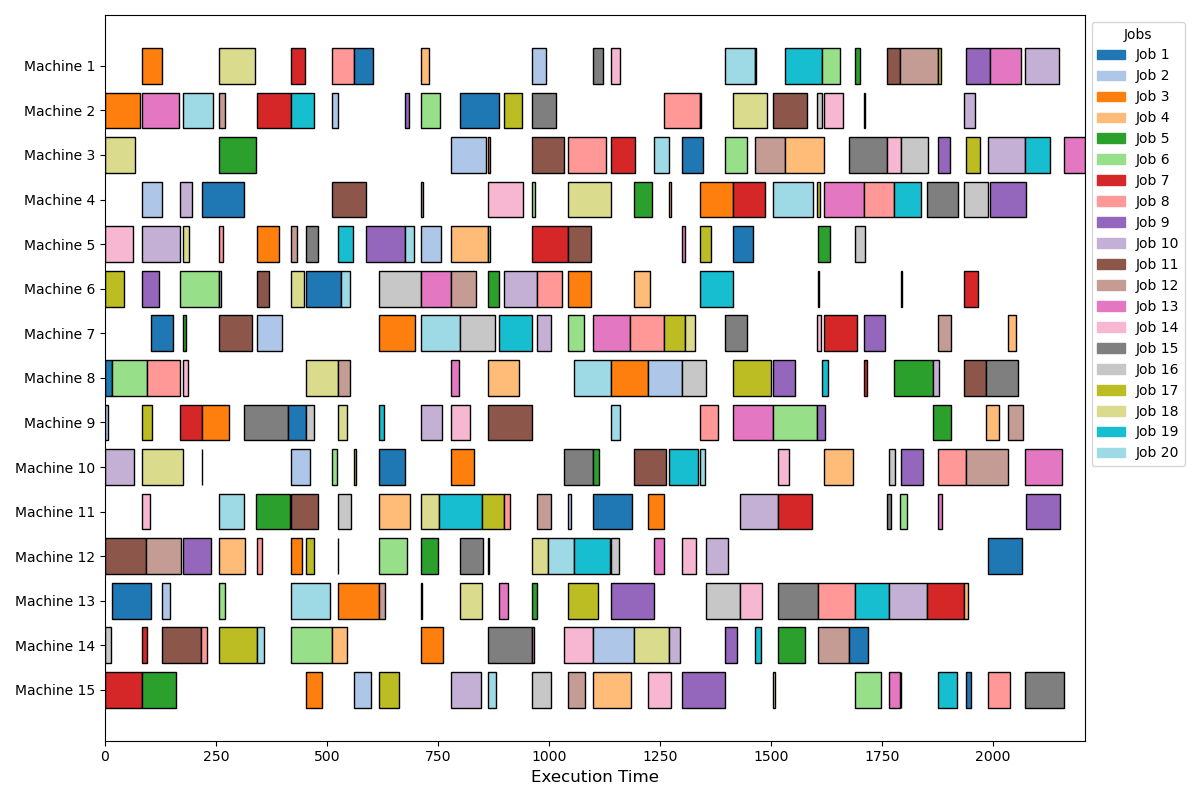 Machine 1
Machine 2
Machine 3
Machine 4
Machine 5
Machine 6
Machine 7
Machine 8
Machine 9
Machine 10
Machine 11
Machine 12
Machine 13
Machine 14
Machine 15
0 250 500 750 1000 1250 1500 1750 2000
Execution Time
Jobs
Job 1
Job 2
Job 3
Job 4
Job 5
Job 6
Job 7
Job 8
Job 9
Job 10
Job 11
Job 12
Job 13
Job 14
Job 15
Job 16
Job 17
Job 18
Job 19
Job 20